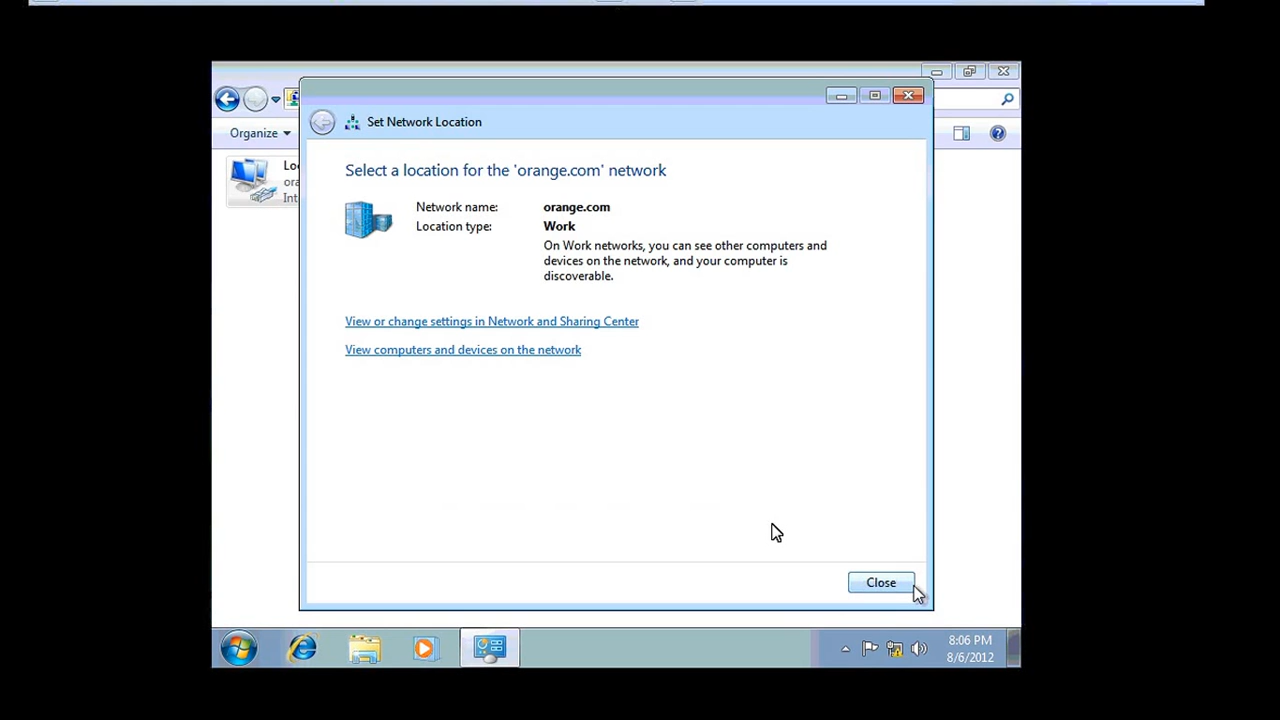 Set Network Location
Organize
Select a location for the 'orange.com' network
Network name: orange.com
Location type: Work
On Work networks, you can see other computers and
devices on the network, and your computer is
discoverable.
View or change settings in Network and Sharing Center
View computers and devices on the network
Close
8:06 PM
8/6/2012